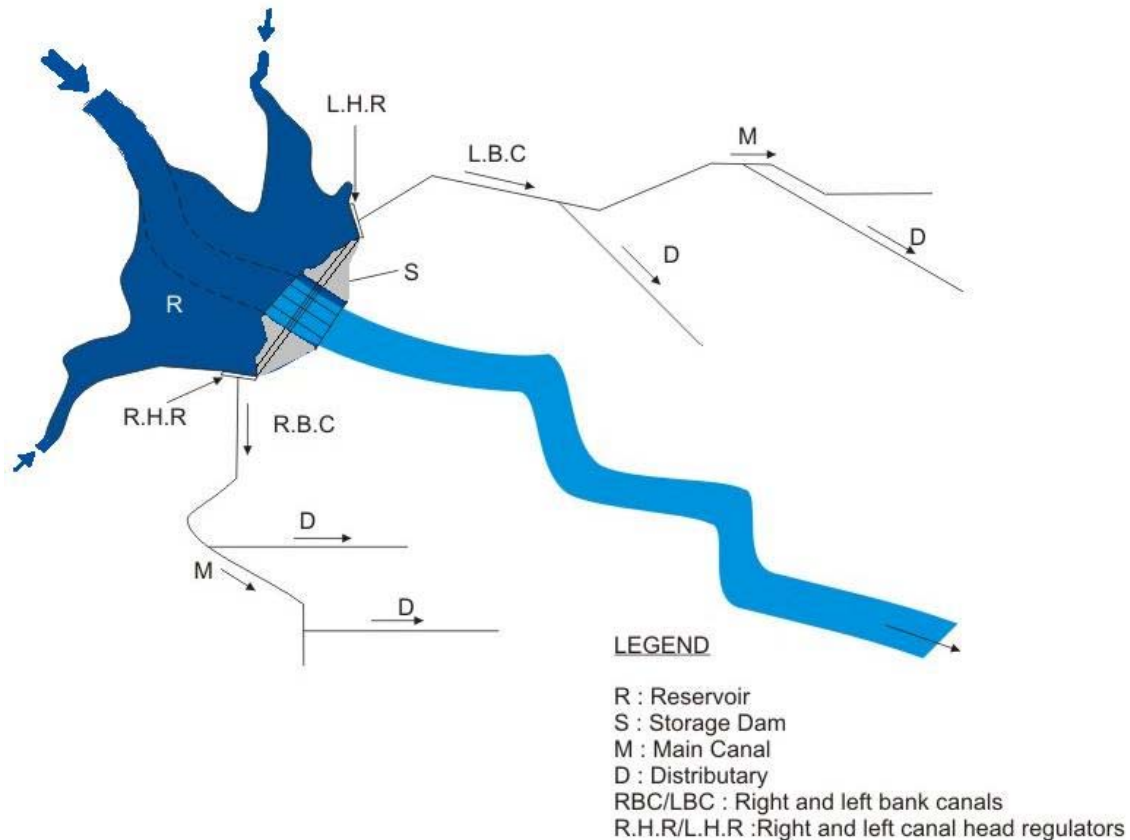 L.H.R
L.B.C
M
D
D
S
R
R.H.R
R.B.C
D
M
D
LEGEND
R : Reservoir
S : Storage Dam
M : Main Canal
D : Distributary
RBC/LBC : Right and left bank canals
R.H.R/L.H.R :Right and left canal head regulators